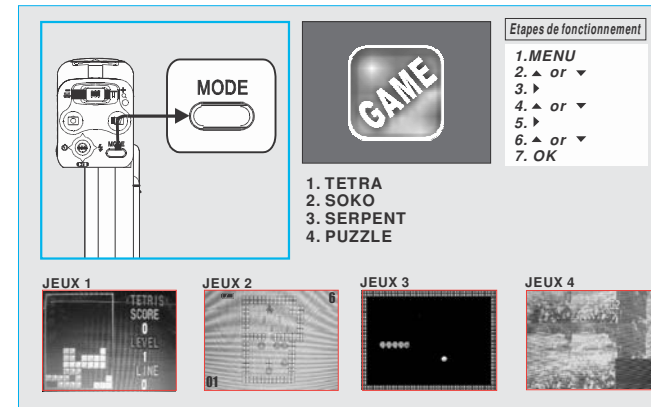 MODE
MODE
GAME
Etapes de fonctionnement
1.MENU
2. ▲ or ▼
3. ▶
4. ▲ or ▼
5. ▶
6. ▲ or ▼
7. OK
1. TETRA
2. SOKO
3. SERPENT
4. PUZZLE
JEUX 1
JEUX 2
JEUX 3
JEUX 4
TETRIS
SCORE
0
LEVEL
1
LINE
0
6
01